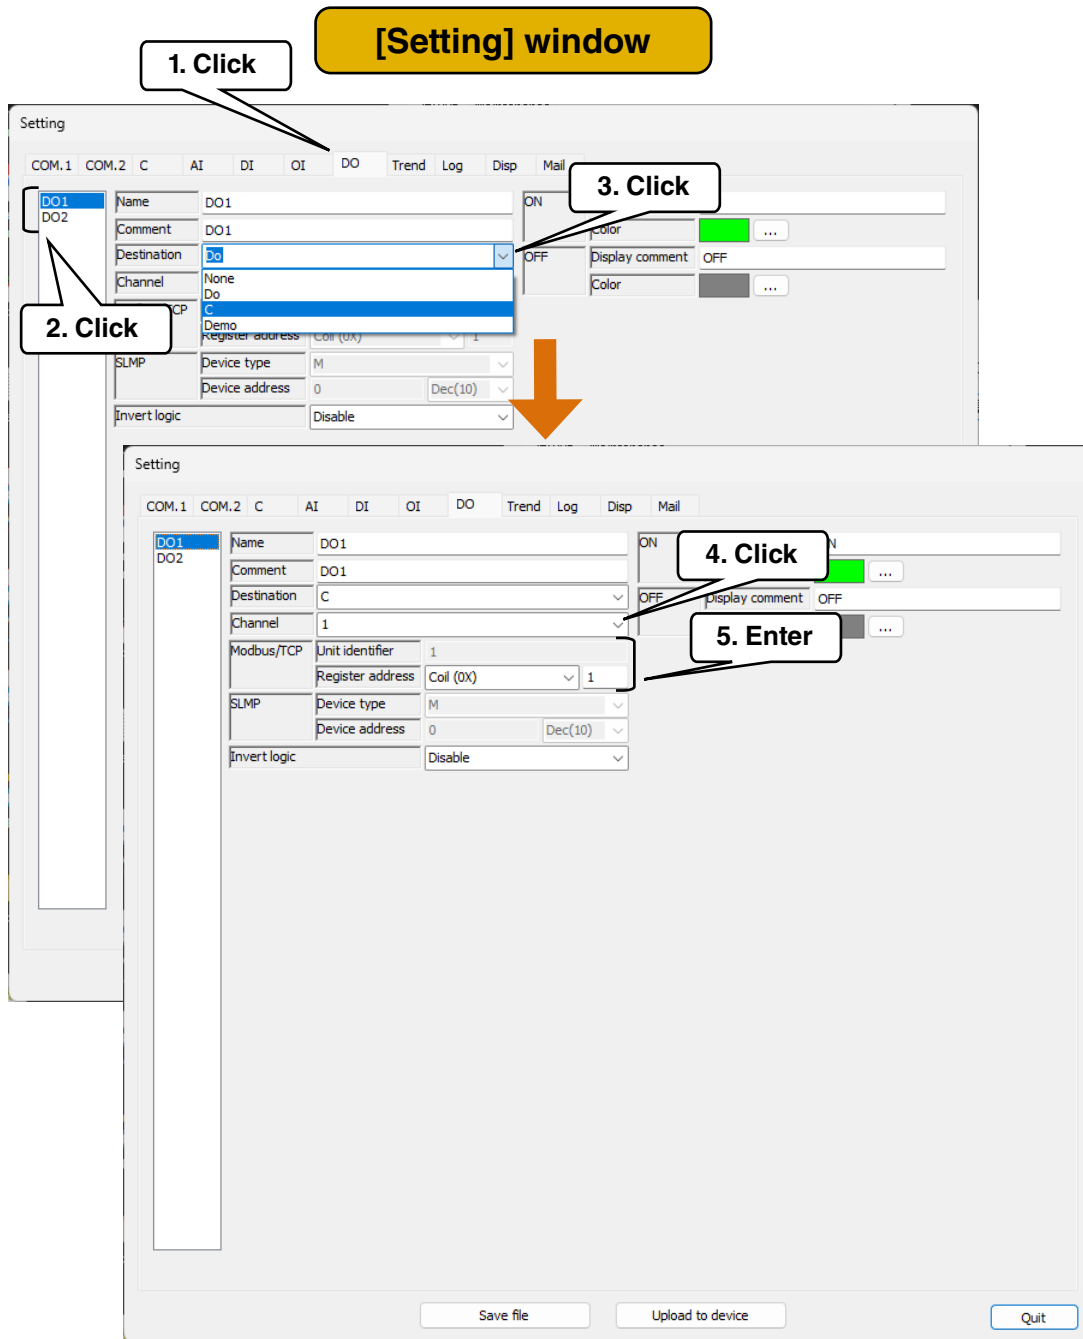 [Setting] window
1. Click
Setting
COM.1 COM.2 C AI DI OI DO Trend Log Disp Mail
3. Click
DO1
DO2
Name DO1 ON
Comment DO1 Color ...
Destination Do OFF Display comment OFF
Channel None Color ...
Do
C
Demo
2. Click
Register address Coil (0X) 1
SLMP Device type M
Device address 0 Dec(10)
Invert logic Disable
Setting
COM.1 COM.2 C AI DI OI DO Trend Log Disp Mail
4. Click
DO1
DO2
Name DO1 ON
Comment DO1 ...
Destination C OFF Display comment OFF
Channel 1 ...
5. Enter
Modbus/TCP Unit identifier 1
Register address Coil (0X) 1
SLMP Device type M
Device address 0 Dec(10)
Invert logic Disable
Save file Upload to device Quit